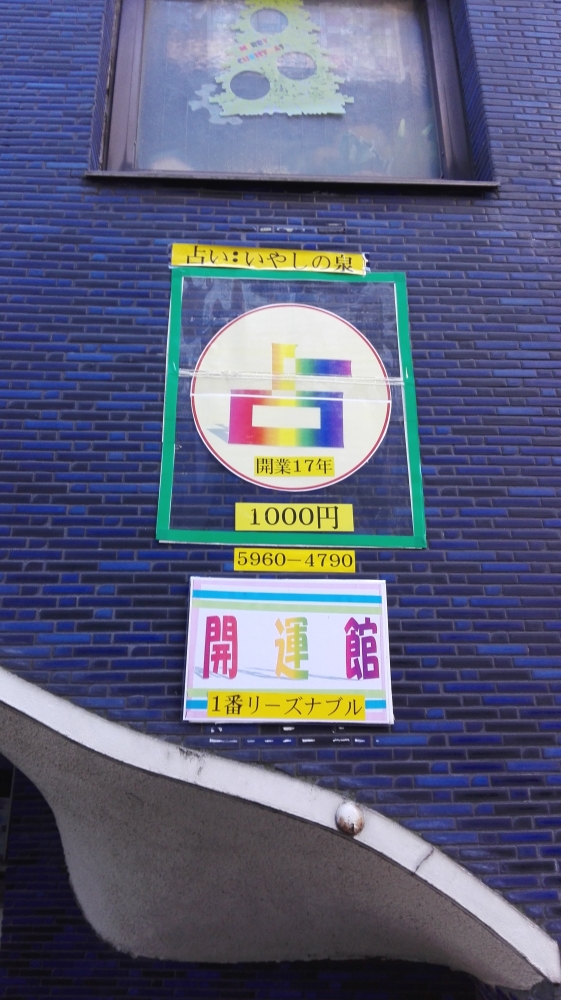 占い:いやしの泉
占
開業17年
1000円
5960-4790
開運館
1番リーズナブル